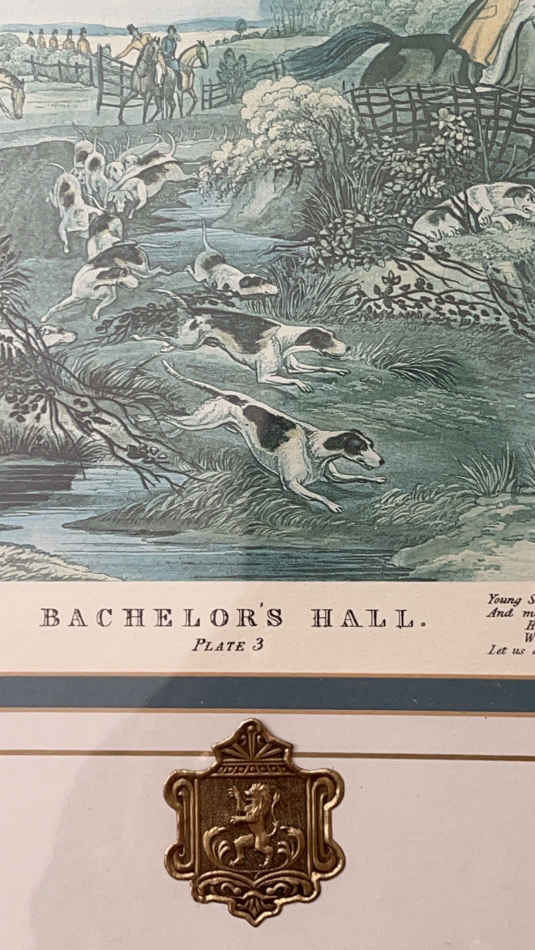 BACHELOR'S HALL.
PLATE 3
Young
And
Let us